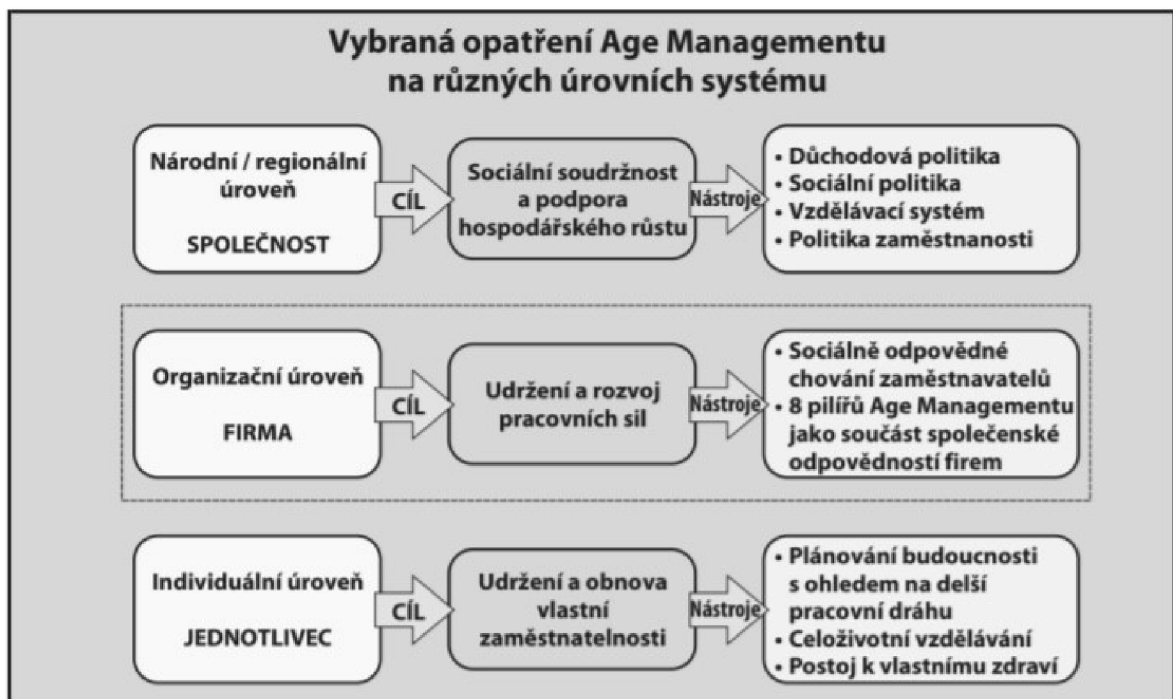 Vybraná opatření Age Managementu
na různých úrovních systému
Národní / regionální
úroveň
SPOLEČNOST
CÍL
Sociální soudržnost
a podpora
hospodářského růstu
Nástroje
• Důchodová politika
• Sociální politika
• Vzdělávací systém
• Politika zaměstnanosti
Organizační úroveň
FIRMA
CÍL
Udržení a rozvoj
pracovních sil
Nástroje
• Sociálně odpovědné
chování zaměstnavatelů
• 8 pilířů Age Managementu
jako součást společenské
odpovědností firem
Individuální úroveň
JEDNOTLIVEC
CÍL
Udržení a obnova
vlastní
zaměstnatelnosti
Nástroje
• Plánování budoucnosti
s ohledem na delší
pracovní dráhu
• Celoživotní vzdělávání
• Postoj k vlastnímu zdraví